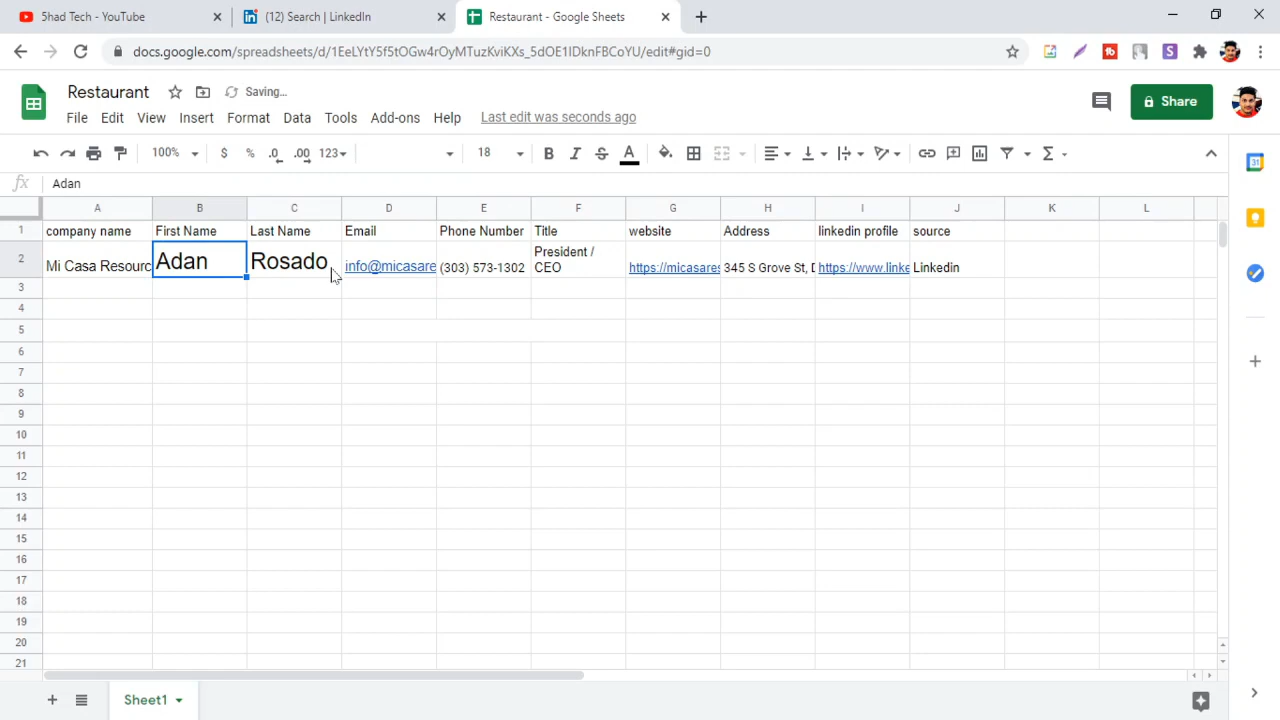 5had Tech - YouTube
(12) Search | LinkedIn
Restaurant - Google Sheets
docs.google.com/spreadsheets/d/1EeLYtY5f5tOGw4rOyMTuzKviKXs_5dOE1IDknFBCoYU/edit#gid=0
Restaurant
Saving...
Share
File Edit View Insert Format Data Tools Add-ons Help Last edit was seconds ago
100% $ % .0 .00 123 18 B I S A
fx Adan
A B C D E F G H I J K L
1 company name First Name Last Name Email Phone Number Title website Address linkedin profile source
2 Mi Casa Resourc Adan Rosado info@micasare (303) 573-1302 President / CEO https://micasares 345 S Grove St, D https://www.linke Linkedin
3
4
5
6
7
8
9
10
11
12
13
14
15
16
17
18
19
20
21
Sheet1